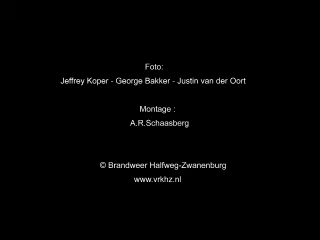 Foto:
Jeffrey Koper - George Bakker - Justin van der Oort
Montage :
A.R.Schaasberg
© Brandweer Halfweg-Zwanenburg
www.vrkhz.nl